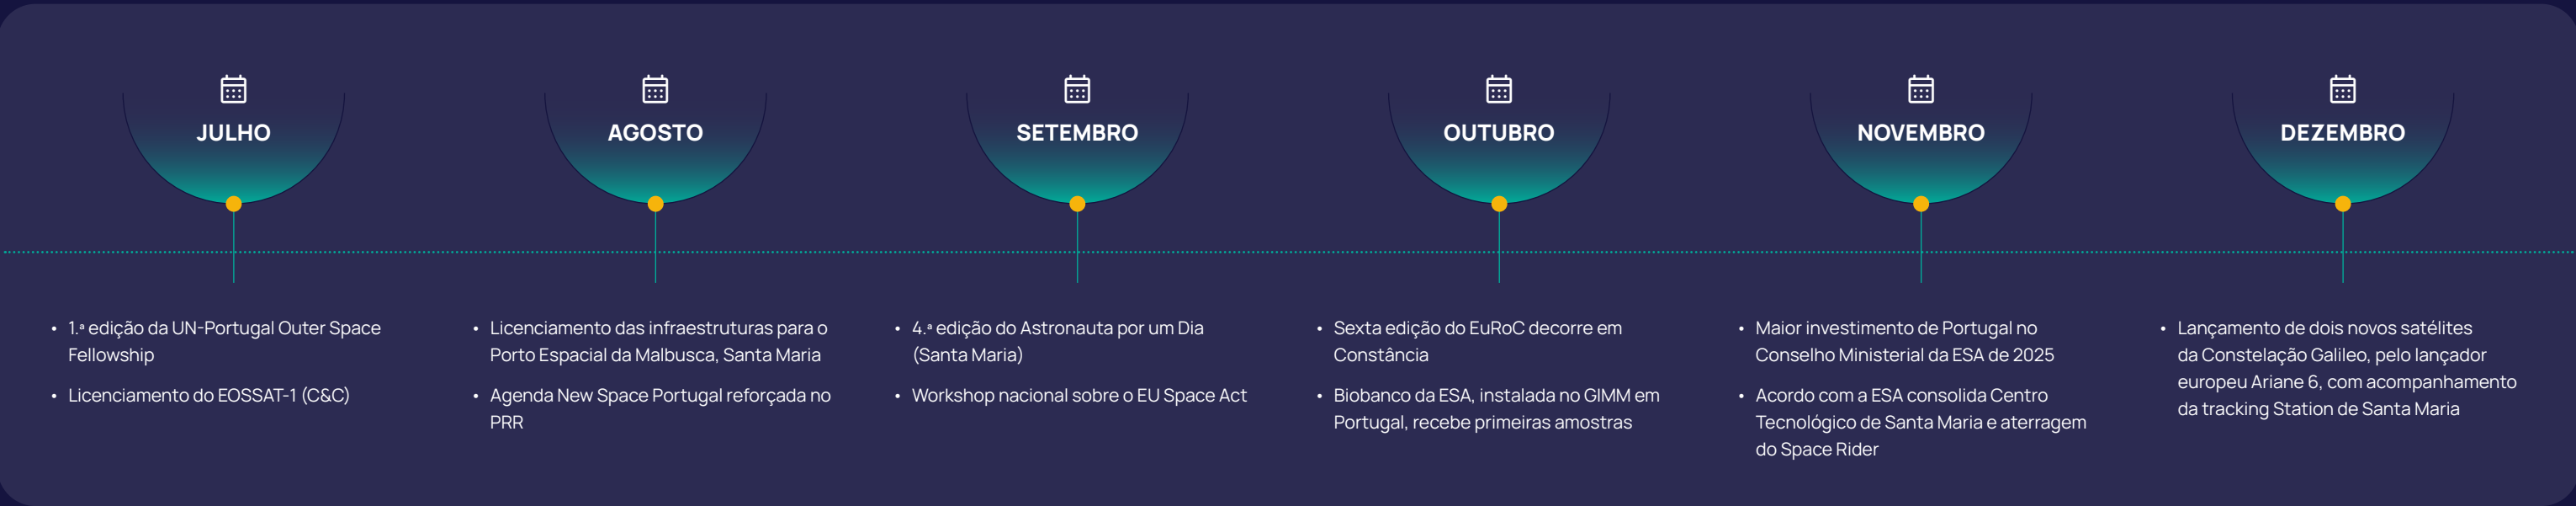 JULHO
• 1.ª edição da UN-Portugal Outer Space
Fellowship
• Licenciamento do EOSSAT-1 (C&C)
AGOSTO
• Licenciamento das infraestruturas para o
Porto Espacial da Malbusca, Santa Maria
• Agenda New Space Portugal reforçada no
PRR
SETEMBRO
• 4.ª edição do Astronauta por um Dia
(Santa Maria)
• Workshop nacional sobre o EU Space Act
OUTUBRO
• Sexta edição do EuRoC decorre em
Constância
• Biobanco da ESA, instalada no GIMM em
Portugal, recebe primeiras amostras
NOVEMBRO
• Maior investimento de Portugal no
Conselho Ministerial da ESA de 2025
• Acordo com a ESA consolida Centro
Tecnológico de Santa Maria e aterragem
do Space Rider
DEZEMBRO
• Lançamento de dois novos satélites
da Constelação Galileo, pelo lançador
europeu Ariane 6, com acompanhamento
da tracking Station de Santa Maria